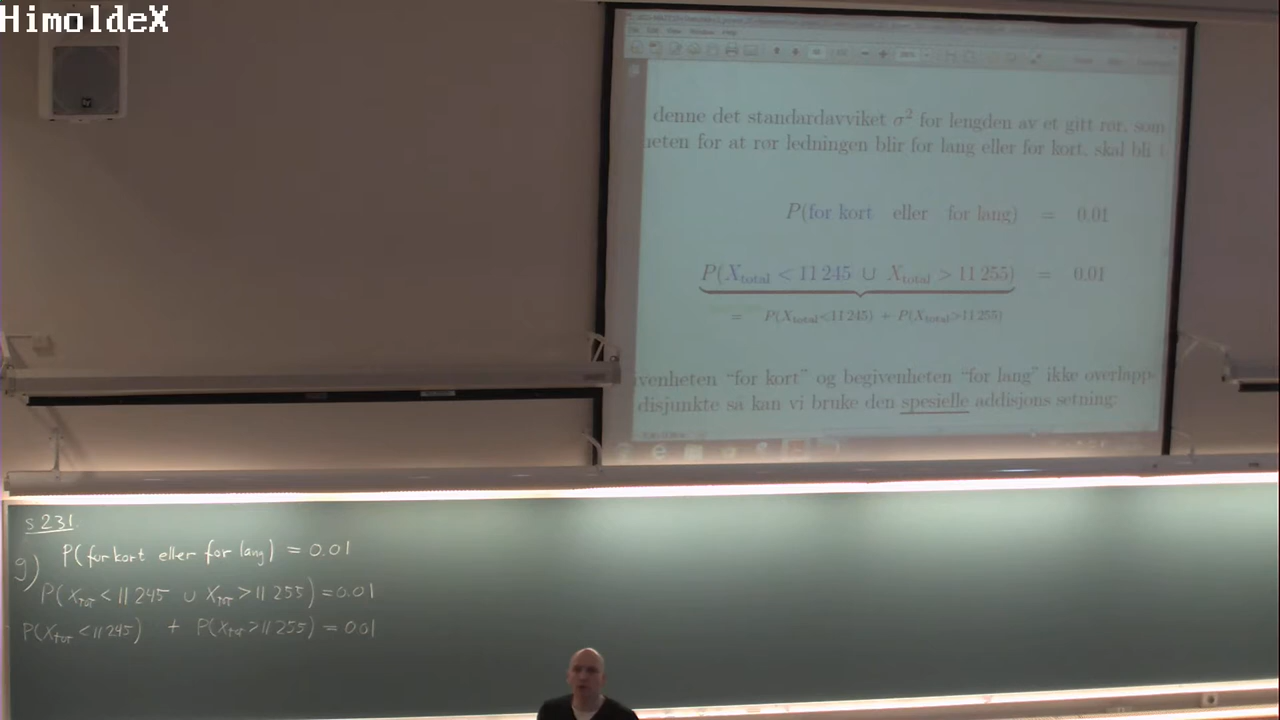 HimoldeX
denne det standardavviket σ² for lengden av et gitt rør, som
heten for at rør ledningen blir for lang eller for kort, skal bli
P(for kort eller for lang) = 0.01
P(X_total < 11 245 ∪ X_total > 11 255) = 0.01
= P(X_total<11 245) + P(X_total>11 255)
ivenheten “for kort” og begivenheten “for lang” ikke overlapp
disjunkte så kan vi bruke den spesielle addisjons setning:
s 231
g) P(for kort eller for lang) = 0.01
P(X_tot < 11 245 ∪ X_tot > 11 255) = 0.01
P(X_tot < 11 245) + P(X_tot > 11 255) = 0.01